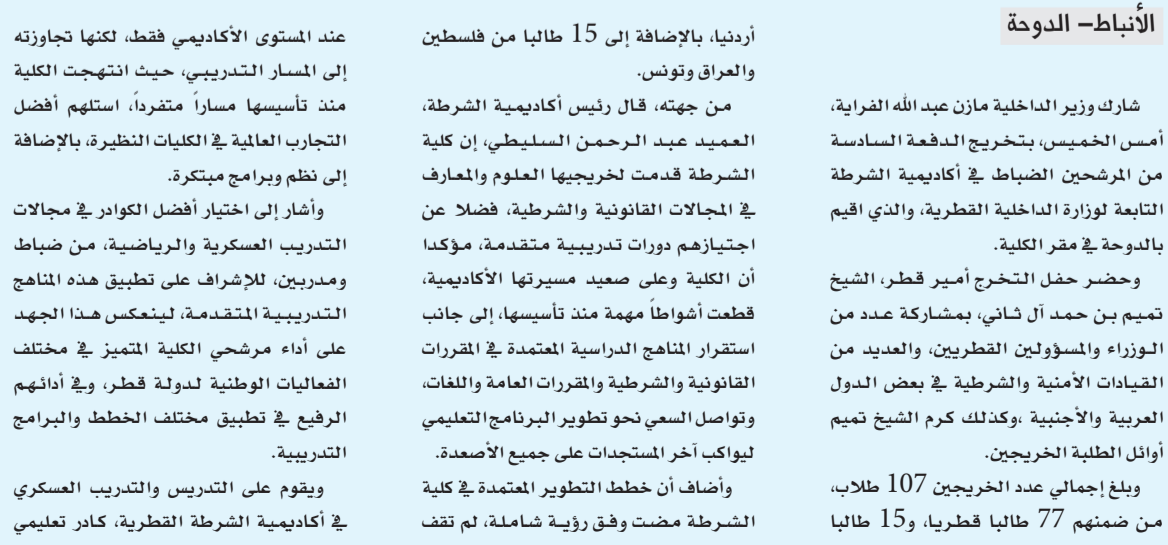 الأنباط– الدوحة
شارك وزير الداخلية مازن عبد الله الفراية،
أمس الخميس، بتخريج الدفعة السادسة
من المرشحين الضباط في أكاديمية الشرطة
التابعة لوزارة الداخلية القطرية، والذي اقيم
بالدوحة في مقر الكلية.
وحضر حفل التخرج أمير قطر، الشيخ
تميم بن حمد آل ثاني، بمشاركة عدد من
الوزراء والمسؤولين القطريين، والعديد من
القيادات الأمنية والشرطية في بعض الدول
العربية والأجنبية ،وكذلك كرم الشيخ تميم
أوائل الطلبة الخريجين.
وبلغ إجمالي عدد الخريجين 107 طلاب،
من ضمنهم 77 طالبا قطريا، و15 طالبا
أردنيا، بالإضافة إلى 15 طالبا من فلسطين
والعراق وتونس.
من جهته، قال رئيس أكاديمية الشرطة،
العميد عبد الرحمن السليطي، إن كلية
الشرطة قدمت لخريجيها العلوم والمعارف
في المجالات القانونية والشرطية، فضلا عن
اجتيازهم دورات تدريبية متقدمة، مؤكدا
أن الكلية وعلى صعيد مسيرتها الأكاديمية،
قطعت أشواطاً مهمة منذ تأسيسها، إلى جانب
استقرار المناهج الدراسية المعتمدة في المقررات
القانونية والشرطية والمقررات العامة واللغات،
وتواصل السعي نحو تطوير البرنامج التعليمي
ليواكب آخر المستجدات على جميع الأصعدة.
وأضاف أن خطط التطوير المعتمدة في كلية
الشرطة مضت وفق رؤية شاملة، لم تقف
عند المستوى الأكاديمي فقط، لكنها تجاوزته
إلى المسار التدريبي، حيث انتهجت الكلية
منذ تأسيسها مساراً متفرداً، استلهم أفضل
التجارب العالمية في الكليات النظيرة، بالإضافة
إلى نظم وبرامج مبتكرة.
وأشار إلى اختيار أفضل الكوادر في مجالات
التدريب العسكرية والرياضية، من ضباط
ومدربين، للإشراف على تطبيق هذه المناهج
التدريبية المتقدمة، لينعكس هذا الجهد
على أداء مرشحي الكلية المتميز في مختلف
الفعاليات الوطنية لدولة قطر، وفي أدائهم
الرفيع في تطبيق مختلف الخطط والبرامج
التدريبية.
ويقوم على التدريس والتدريب العسكري
في أكاديمية الشرطة القطرية، كادر تعليمي